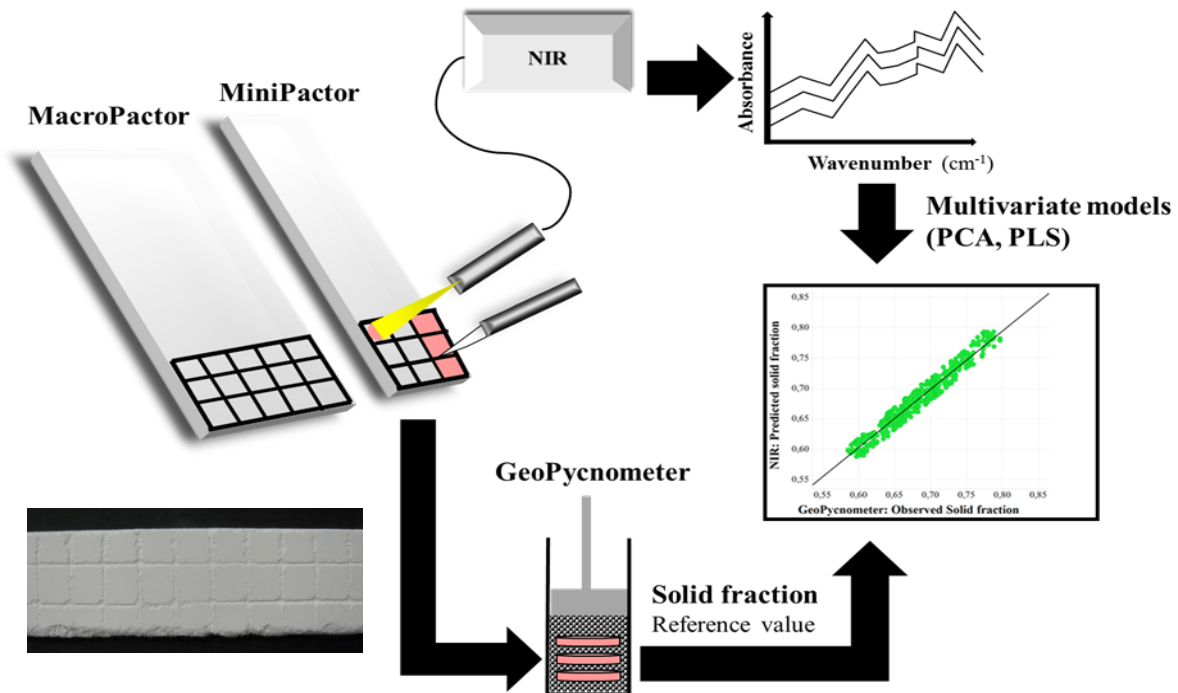 MacroPactor
MiniPactor
NIR
Absorbance
Wavenumber (cm⁻¹)
Multivariate models
(PCA, PLS)
NIR: Predicted solid fraction
0,85
0,80
0,75
0,70
0,65
0,60
0,55
0,55 0,60 0,65 0,70 0,75 0,80 0,85
GeoPycnometer: Observed Solid fraction
GeoPycnometer
Solid fraction
Reference value